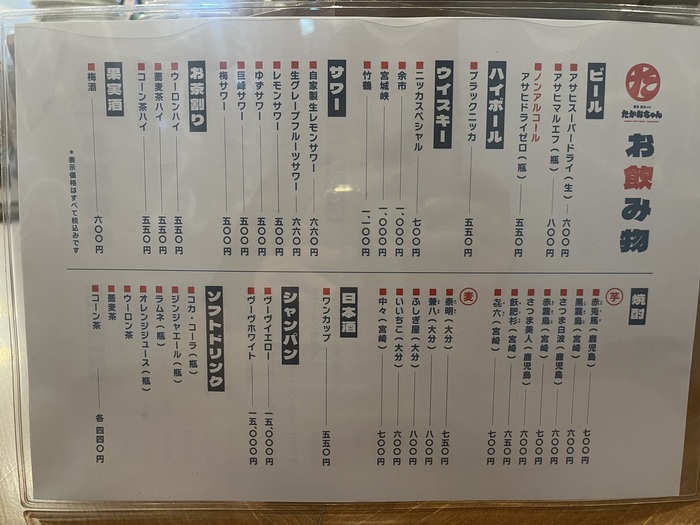 た
たかおちゃん
お飲み物
ビール
アサヒスーパードライ（生） 六〇〇円
アサヒマルエフ（瓶） 八〇〇円
ノンアルコール
アサヒドライゼロ（瓶） 五五〇円
ハイボール
ブラックニッカ 五五〇円
ウイスキー
ニッカスペシャル 七〇〇円
余市 一、〇〇〇円
宮城峡 一、〇〇〇円
竹鶴 一、一〇〇円
サワー
自家製生レモンサワー 六六〇円
生グレープフルーツサワー 六六〇円
レモンサワー 五〇〇円
ゆずサワー 五〇〇円
巨峰サワー 五〇〇円
梅サワー 五〇〇円
お茶割り
ウーロンハイ 五五〇円
蕎麦茶ハイ 五五〇円
コーン茶ハイ 五五〇円
果実酒
梅酒 六〇〇円
*表示価格はすべて税込みです
焼酎
芋
赤兎馬（鹿児島） 七〇〇円
黒霧島（宮崎） 六〇〇円
さつま白波（鹿児島） 六〇〇円
赤霧島（宮崎） 七〇〇円
さつま美人（鹿児島） 六〇〇円
飫肥杉（宮崎） 六五〇円
㐂六（宮崎） 七〇〇円
麦
泰明（大分） 七五〇円
兼八（大分） 八〇〇円
ふしぎ屋（大分） 八〇〇円
いいちこ（大分） 六〇〇円
中々（宮崎） 七〇〇円
日本酒
ワンカップ 五五〇円
シャンパン
ヴーヴイエロー 一五、〇〇〇円
ヴーヴホワイト 一五、〇〇〇円
ソフトドリンク
コカ・コーラ（瓶）
ジンジャエール（瓶）
ラムネ（瓶）
オレンジジュース（瓶）
ウーロン茶
蕎麦茶
コーン茶 各 四四〇円